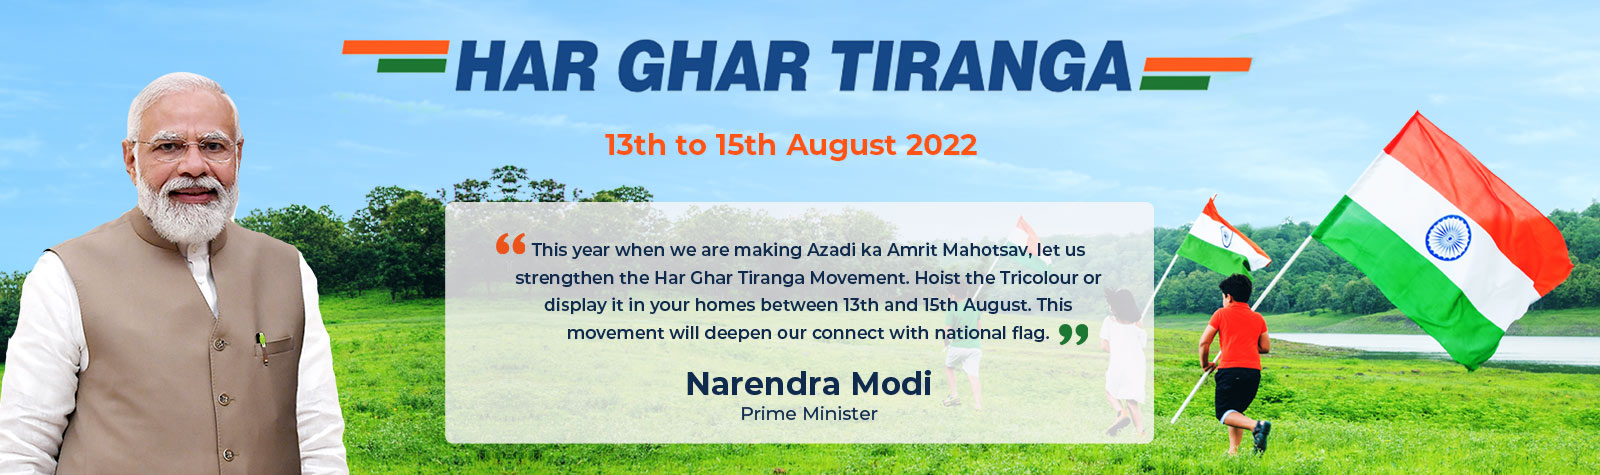 HAR GHAR TIRANGA
13th to 15th August 2022
“ This year when we are making Azadi ka Amrit Mahotsav, let us
strengthen the Har Ghar Tiranga Movement. Hoist the Tricolour or
display it in your homes between 13th and 15th August. This
movement will deepen our connect with national flag. ”
Narendra Modi
Prime Minister